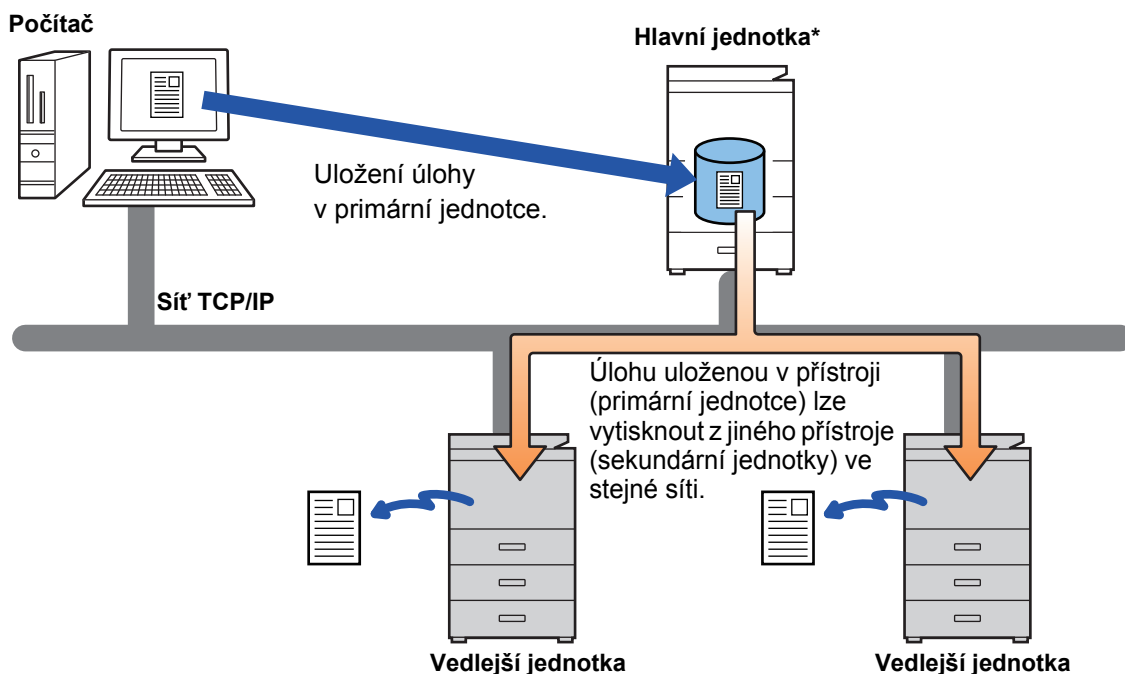 Počítač
Hlavní jednotka*
Uložení úlohy
v primární jednotce.
Síť TCP/IP
Úlohu uloženou v přístroji
(primární jednotce) lze
vytisknout z jiného přístroje
(sekundární jednotky) ve
stejné síti.
Vedlejší jednotka
Vedlejší jednotka